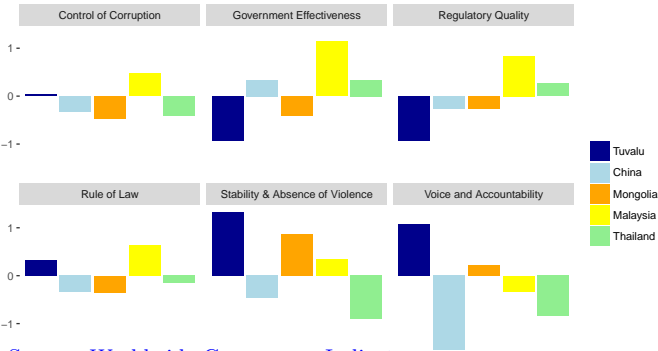 Control of Corruption
Government Effectiveness
Regulatory Quality
1
0
−1
Rule of Law
Stability & Absence of Violence
Voice and Accountability
1
0
−1
Tuvalu
China
Mongolia
Malaysia
Thailand